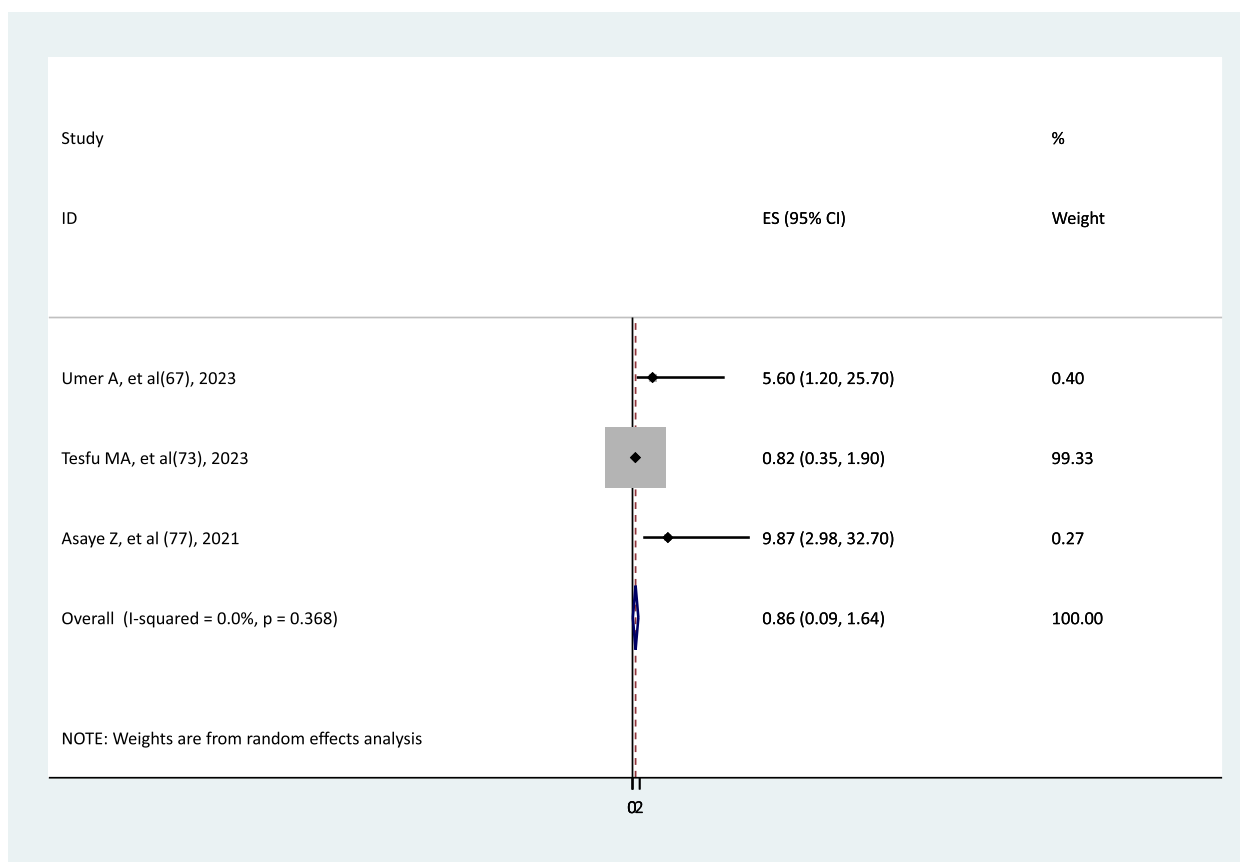 Study %
ID ES (95% CI) Weight
Umer A, et al(67), 2023 5.60 (1.20, 25.70) 0.40
Tesfu MA, et al(73), 2023 0.82 (0.35, 1.90) 99.33
Asaye Z, et al (77), 2021 9.87 (2.98, 32.70) 0.27
Overall  (I-squared = 0.0%, p = 0.368) 0.86 (0.09, 1.64) 100.00
NOTE: Weights are from random effects analysis
0 2